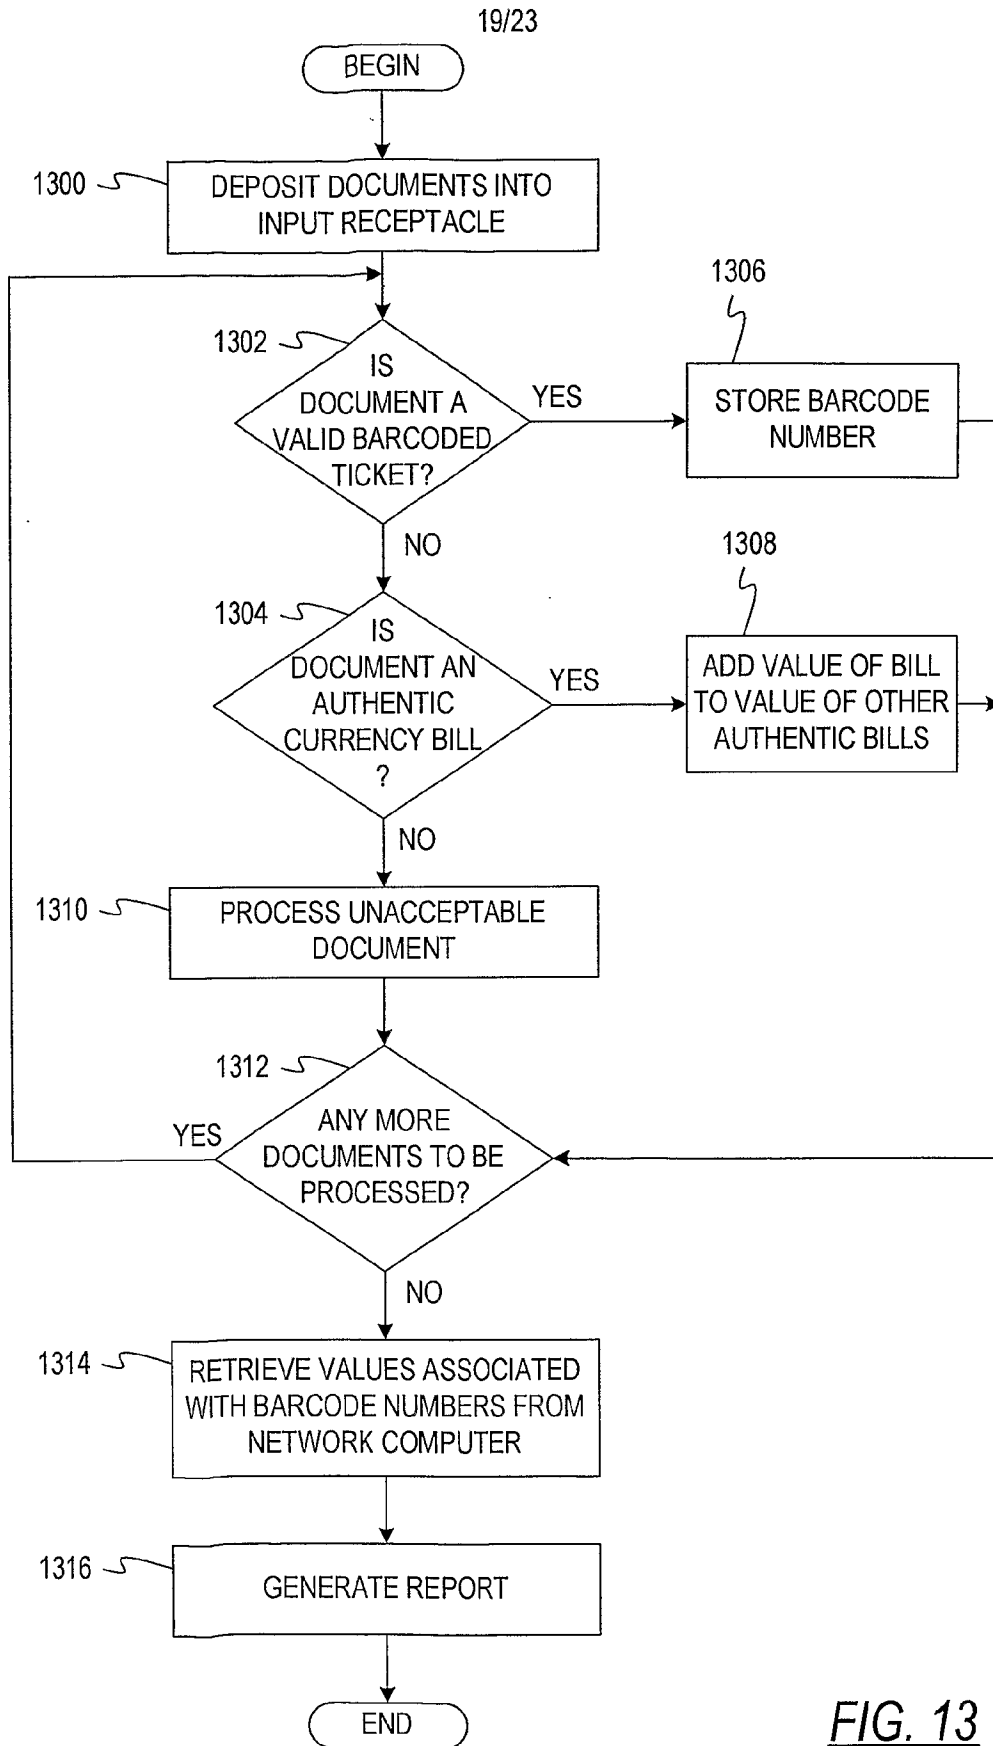 19/23
BEGIN
1300
DEPOSIT DOCUMENTS INTO
INPUT RECEPTACLE
1302
IS
DOCUMENT A
VALID BARCODED
TICKET?
YES
1306
STORE BARCODE
NUMBER
NO
1304
IS
DOCUMENT AN
AUTHENTIC
CURRENCY BILL
?
YES
1308
ADD VALUE OF BILL
TO VALUE OF OTHER
AUTHENTIC BILLS
NO
1310
PROCESS UNACCEPTABLE
DOCUMENT
1312
ANY MORE
DOCUMENTS TO BE
PROCESSED?
YES
NO
1314
RETRIEVE VALUES ASSOCIATED
WITH BARCODE NUMBERS FROM
NETWORK COMPUTER
1316
GENERATE REPORT
END
FIG. 13